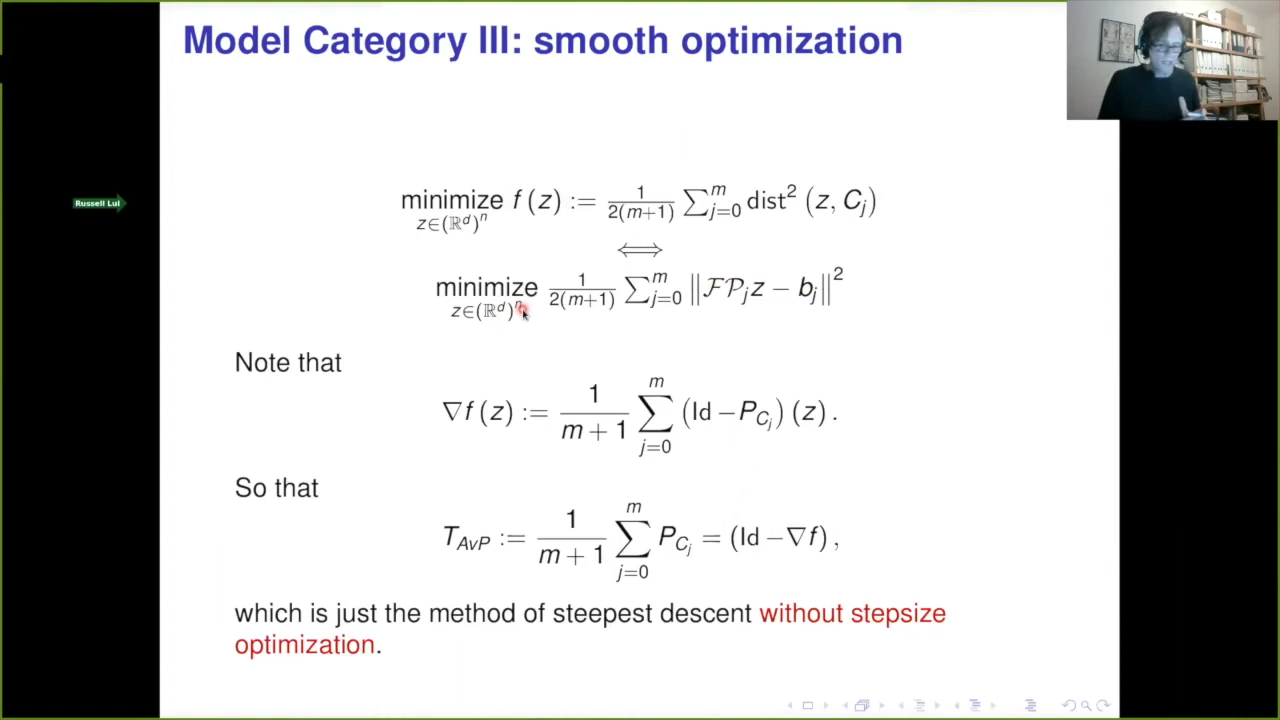 Model Category III: smooth optimization
Russell Lul
minimize f (z) := 1/2(m+1) ∑_{j=0}^{m} dist² (z, C_j)
z∈(ℝ^d)^n
⟺
minimize 1/2(m+1) ∑_{j=0}^{m} ‖ℱ𝒫_j z − b_j‖²
z∈(ℝ^d)^n
Note that
∇f (z) := 1/(m + 1) ∑_{j=0}^{m} (Id −P_{C_j}) (z) .
So that
T_{AvP} := 1/(m + 1) ∑_{j=0}^{m} P_{C_j} = (Id −∇f) ,
which is just the method of steepest descent without stepsize
optimization.